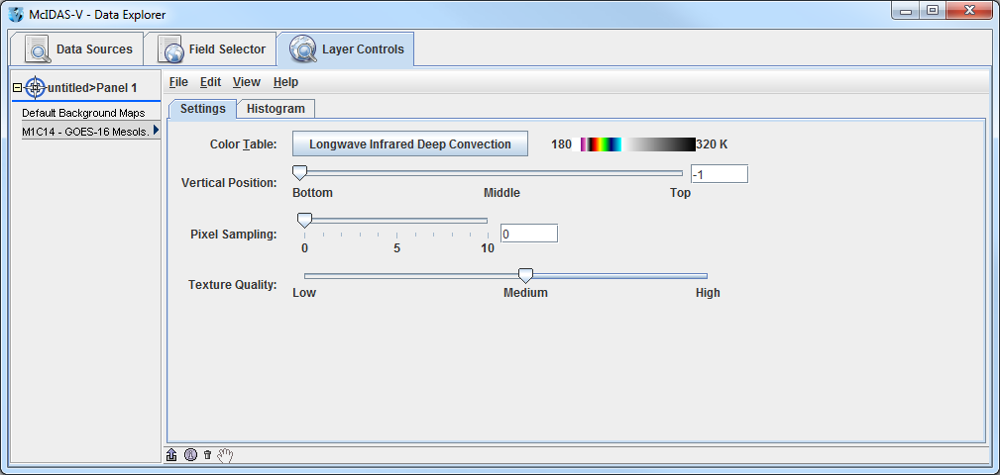 McIDAS-V - Data Explorer
Data Sources Field Selector Layer Controls
untitled>Panel 1
Default Background Maps
M1C14 - GOES-16 Mesols.
File Edit View Help
Settings Histogram
Color Table: Longwave Infrared Deep Convection 180 320 K
Vertical Position: -1
Bottom Middle Top
Pixel Sampling: 0
0 5 10
Texture Quality:
Low Medium High